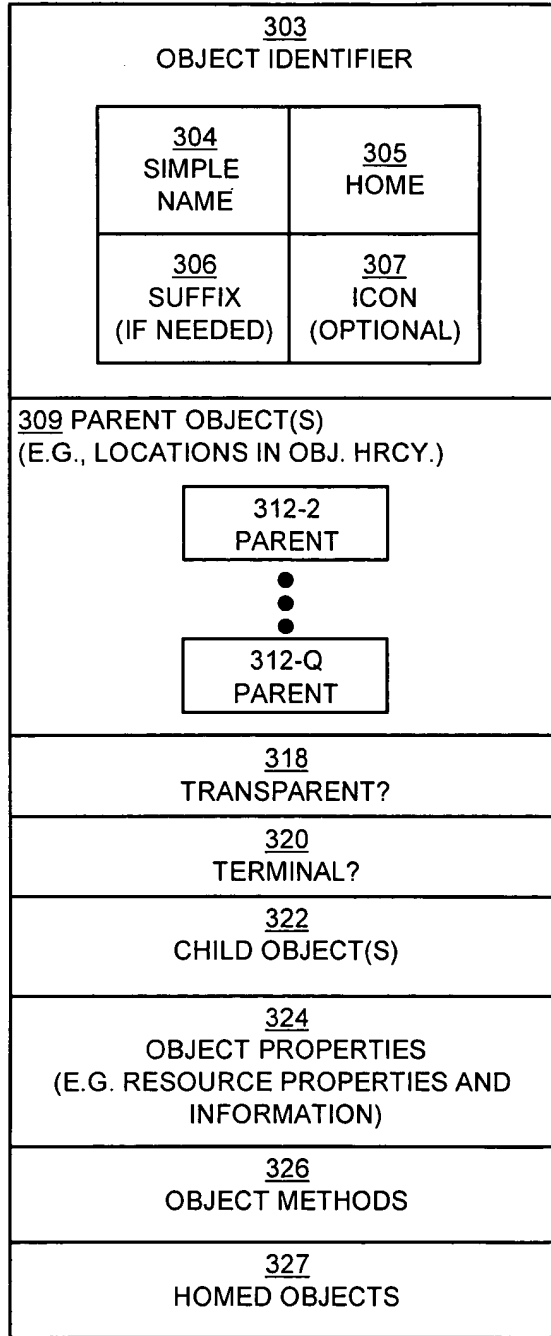 303
OBJECT IDENTIFIER
304
SIMPLE
NAME
305
HOME
306
SUFFIX
(IF NEEDED)
307
ICON
(OPTIONAL)
309 PARENT OBJECT(S)
(E.G., LOCATIONS IN OBJ. HRCY.)
312-2
PARENT
312-Q
PARENT
318
TRANSPARENT?
320
TERMINAL?
322
CHILD OBJECT(S)
324
OBJECT PROPERTIES
(E.G. RESOURCE PROPERTIES AND
INFORMATION)
326
OBJECT METHODS
327
HOMED OBJECTS